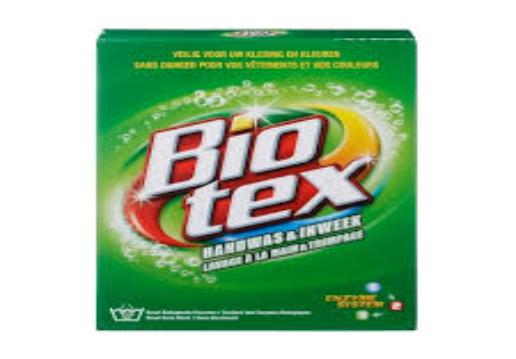 VEILIG VOOR UW KLEDING EN KLEUREN
SANS DANGER POUR VOS VÊTEMENTS ET VOS COULEURS
Bio
tex
HANDWAS & INWEEK
LAVAGE À LA MAIN & TREMPAGE
ENZYME
SYSTEM
2